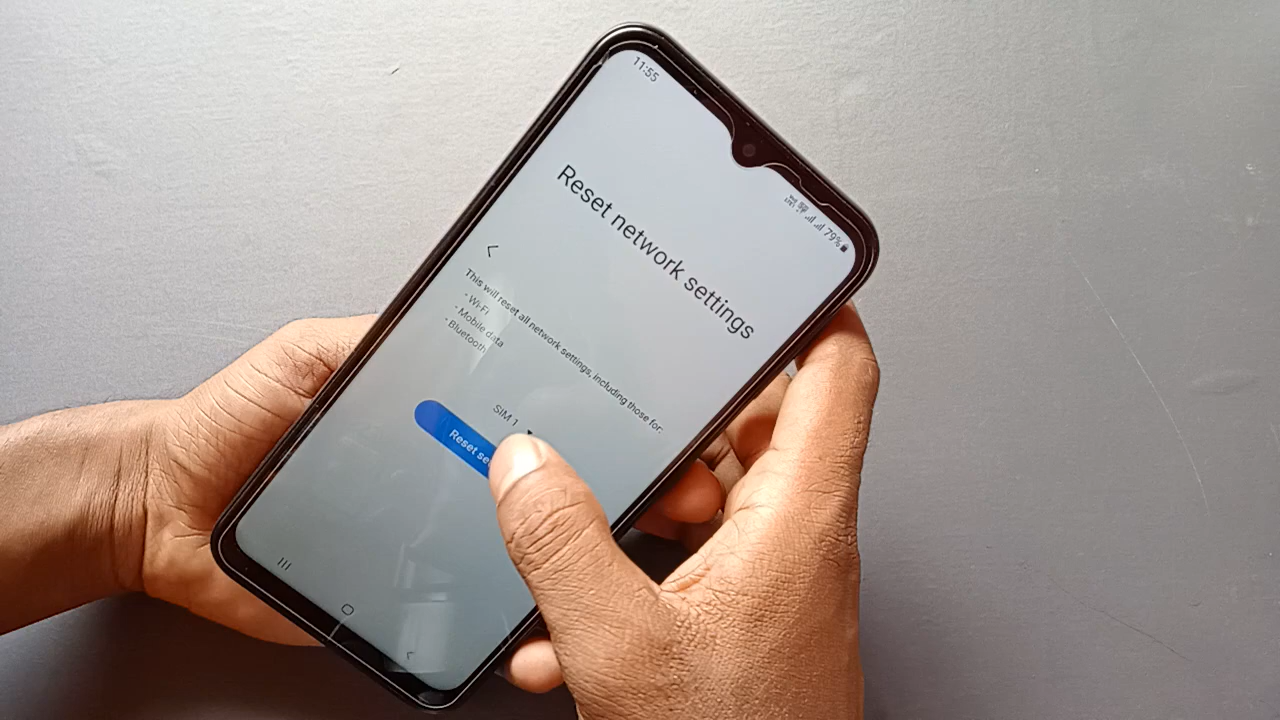 11:55
79%
Reset network settings
This will reset all network settings, including those for:
- Wi-Fi
- Mobile data
- Bluetooth
SIM 1
Reset se